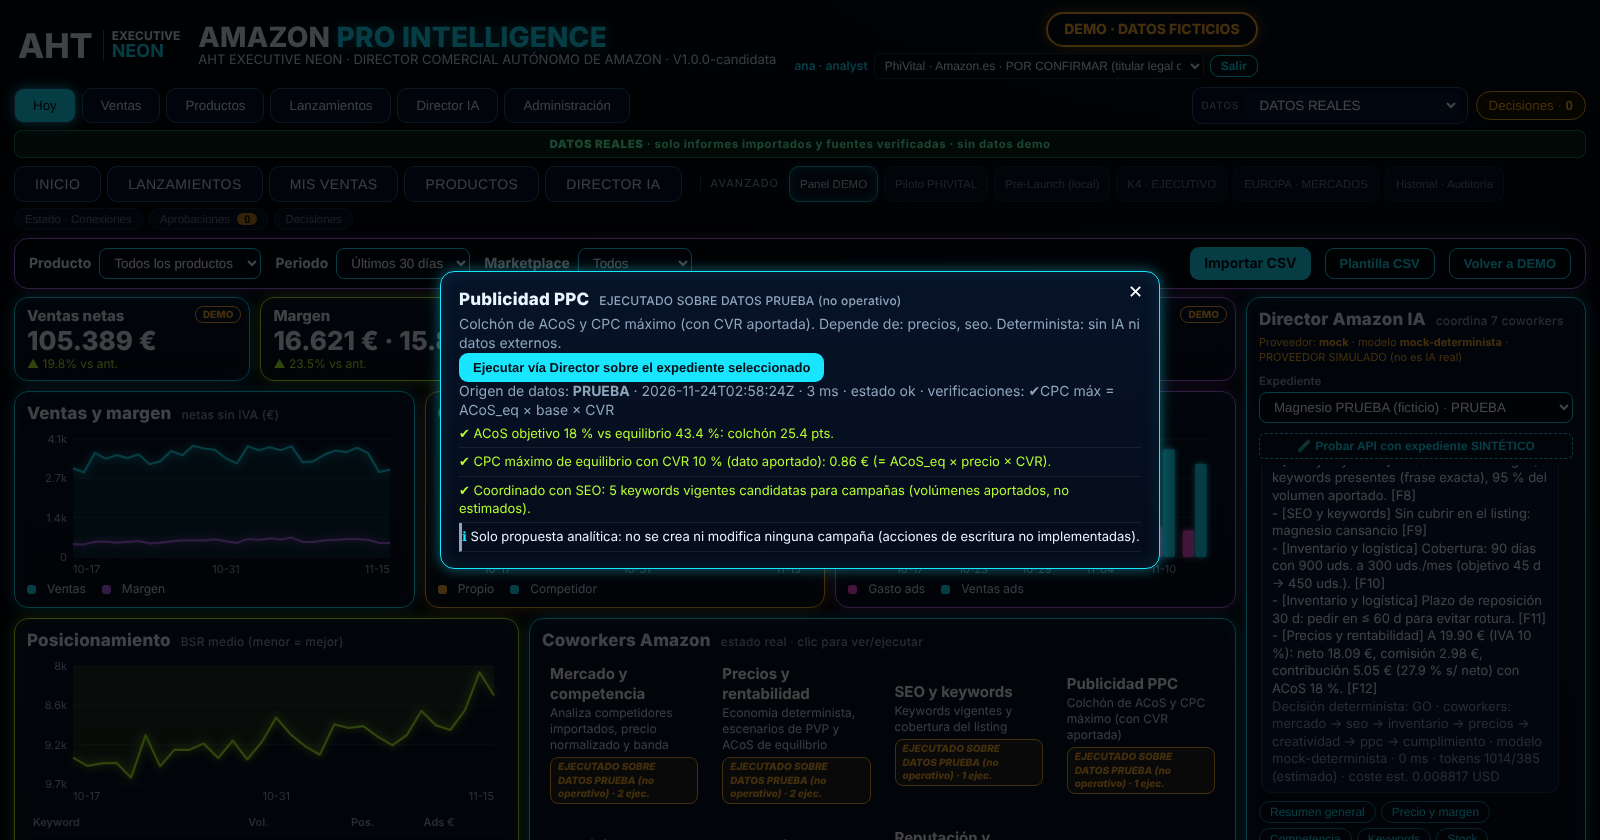 AHT
EXECUTIVE
NEON
AMAZON PRO INTELLIGENCE
AHT EXECUTIVE NEON · DIRECTOR COMERCIAL AUTÓNOMO DE AMAZON · V1.0.0-candidata
DEMO · DATOS FICTICIOS
ana · analyst
PhiVital · Amazon.es · POR CONFIRMAR (titular legal
Salir
Hoy
Ventas
Productos
Lanzamientos
Director IA
Administración
DATOS
DATOS REALES
Decisiones · 0
DATOS REALES · solo informes importados y fuentes verificadas · sin datos demo
INICIO
LANZAMIENTOS
MIS VENTAS
PRODUCTOS
DIRECTOR IA
AVANZADO
Panel DEMO
Piloto PHIVITAL
Pre-Launch (local)
K4 · EJECUTIVO
EUROPA · MERCADOS
Historial · Auditoría
Estado · Conexiones
Aprobaciones 0
Decisiones
Producto
Todos los productos
Periodo
Últimos 30 días
Marketplace
Todos
Importar CSV
Plantilla CSV
Volver a DEMO
Ventas netas
DEMO
105.389 €
▲ 19.8% vs ant.
Margen
16.621 € · 15.
▲ 23.5% vs ant.
DEMO
Publicidad PPC EJECUTADO SOBRE DATOS PRUEBA (no operativo)
✕
Colchón de ACoS y CPC máximo (con CVR aportada). Depende de: precios, seo. Determinista: sin IA ni
datos externos.
Ejecutar vía Director sobre el expediente seleccionado
Origen de datos: PRUEBA · 2026-11-24T02:58:24Z · 3 ms · estado ok · verificaciones: ✔CPC máx =
ACoS_eq × base × CVR
✔ ACoS objetivo 18 % vs equilibrio 43.4 %: colchón 25.4 pts.
✔ CPC máximo de equilibrio con CVR 10 % (dato aportado): 0.86 € (= ACoS_eq × precio × CVR).
✔ Coordinado con SEO: 5 keywords vigentes candidatas para campañas (volúmenes aportados, no
estimados).
ℹ Solo propuesta analítica: no se crea ni modifica ninguna campaña (acciones de escritura no implementadas).
Ventas y margen netos sin IVA (€)
4.1k
2.7k
1.4k
0
10-17
10-31
11-15
Ventas
Margen
Propio
Competidor
11-10
Gasto ads
Ventas ads
Posicionamiento BSR medio (menor = mejor)
8k
8.6k
9.2k
9.7k
10-17
10-31
11-15
Keyword
Vol.
Pos.
Ads €
Coworkers Amazon estado real · clic para ver/ejecutar
Mercado y
competencia
Analiza competidores
importados, precio
normalizado y banda
EJECUTADO SOBRE
DATOS PRUEBA (no
operativo) · 2 ejec.
Precios y
rentabilidad
Economía determinista,
escenarios de PVP y
ACoS de equilibrio
EJECUTADO SOBRE
DATOS PRUEBA (no
operativo) · 2 ejec.
SEO y keywords
Keywords vigentes y
cobertura del listing
EJECUTADO SOBRE
DATOS PRUEBA (no
operativo) · 1 ejec.
Publicidad PPC
Colchón de ACoS y CPC
máximo (con CVR
aportada)
EJECUTADO SOBRE
DATOS PRUEBA (no
operativo) · 1 ejec.
Reputación y
Director Amazon IA coordina 7 coworkers
Proveedor: mock · modelo mock-determinista ·
PROVEEDOR SIMULADO (no es IA real)
Expediente
Magnesio PRUEBA (ficticio) · PRUEBA
Probar API con expediente SINTÉTICO
keywords presentes (frase exacta), 95 % del
volumen aportado. [F8]
- [SEO y keywords] Sin cubrir en el listing:
magnesio cansancio [F9]
- [Inventario y logística] Cobertura: 90 días
con 900 uds. a 300 uds./mes (objetivo 45 d
→ 450 uds.). [F10]
- [Inventario y logística] Plazo de reposición
30 d: pedir en ≤ 60 d para evitar rotura. [F11]
- [Precios y rentabilidad] A 19.90 € (IVA 10
%): neto 18.09 €, comisión 2.98 €,
contribución 5.05 € (27.9 % s/ neto) con
ACoS 18 %. [F12]
Decisión determinista: GO · coworkers:
mercado → seo → inventario → precios →
creatividad → ppc → cumplimiento · modelo
mock-determinista · 0 ms · tokens 1014/385
(estimado) · coste est. 0.008817 USD
Resumen general
Precio y margen
Competencia
Keywords
Stock